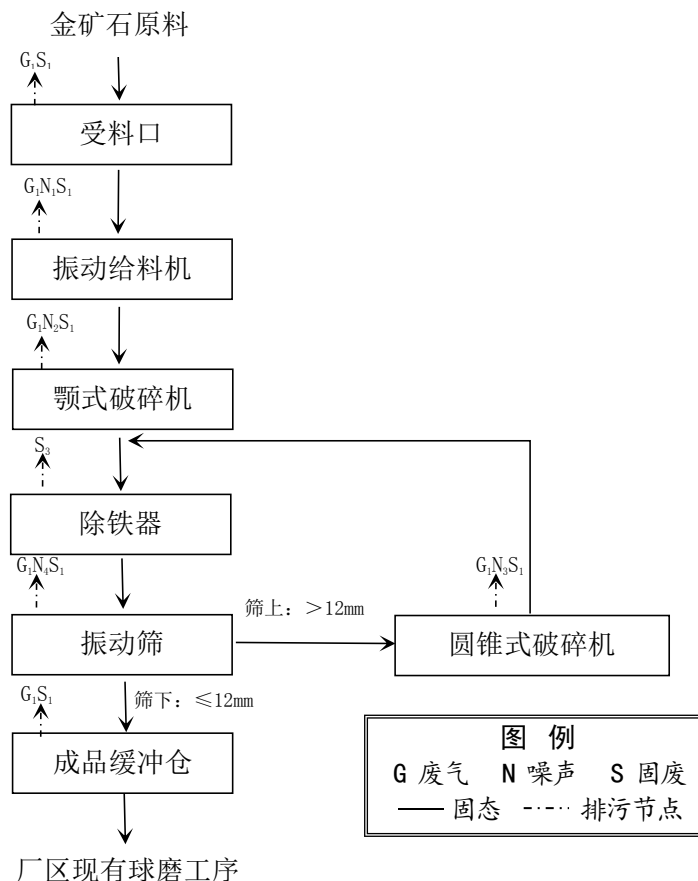 金矿石原料
G₁S₁
受料口
G₁N₁S₁
振动给料机
G₁N₂S₁
颚式破碎机
S₃
除铁器
G₁N₄S₁
G₁N₃S₁
筛上：＞12mm
振动筛
圆锥式破碎机
G₁S₁
筛下：≤12mm
成品缓冲仓
图 例
G 废气 N 噪声 S 固废
固态 排污节点
厂区现有球磨工序